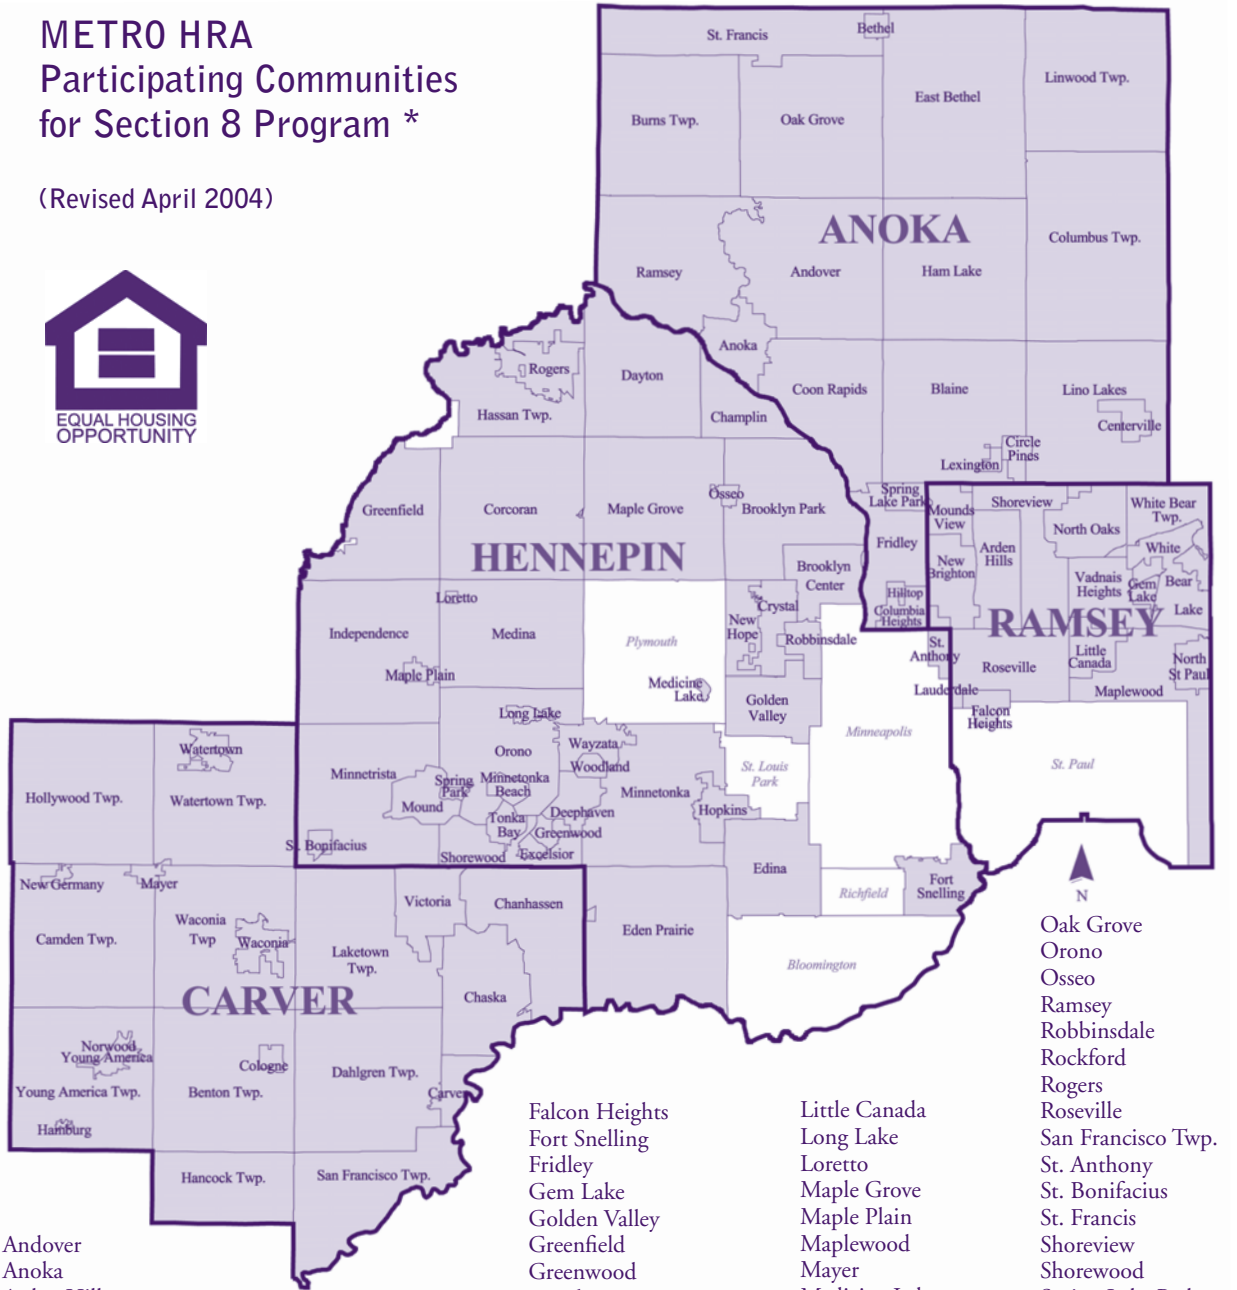 METRO HRA
Participating Communities
for Section 8 Program *
(Revised April 2004)
EQUAL HOUSING
OPPORTUNITY
St. Francis
Bethel
Linwood Twp.
East Bethel
Burns Twp.
Oak Grove
ANOKA
Columbus Twp.
Ramsey
Andover
Ham Lake
Anoka
Rogers
Dayton
Coon Rapids
Blaine
Lino Lakes
Hassan Twp.
Champlin
Centerville
Circle
Pines
Lexington
Spring
Lake Park
Osseo
Greenfield
Corcoran
Maple Grove
Brooklyn Park
Mounds
View
Shoreview
White Bear
Twp.
North Oaks
Fridley
HENNEPIN
Arden
Hills
White
Bear
Lake
New
Brighton
Brooklyn
Center
Vadnais
Heights
Gem
Lake
Loretto
Crystal
Hilltop
Columbia
Heights
RAMSEY
Independence
Medina
Plymouth
New
Hope
Robbinsdale
St.
Anthony
Roseville
Little
Canada
North
St Paul
Maple Plain
Medicine
Lake
Lauderdale
Maplewood
Golden
Valley
Falcon
Heights
Long Lake
Minneapolis
Wayzata
Watertown
Orono
Woodland
St. Louis
Park
St. Paul
Hollywood Twp.
Watertown Twp.
Minnetrista
Spring
Park
Minnetonka
Beach
Minnetonka
Mound
Hopkins
Deephaven
Tonka
Bay
Greenwood
St. Bonifacius
Shorewood
Excelsior
Edina
New Germany
Mayer
Richfield
Fort
Snelling
N
Victoria
Chanhassen
Waconia
Twp
Waconia
Camden Twp.
Laketown
Twp.
Eden Prairie
Bloomington
CARVER
Chaska
Norwood
Young America
Cologne
Dahlgren Twp.
Young America Twp.
Benton Twp.
Carver
Hamburg
Hancock Twp.
San Francisco Twp.
Andover
Anoka
Falcon Heights
Fort Snelling
Fridley
Gem Lake
Golden Valley
Greenfield
Greenwood
Little Canada
Long Lake
Loretto
Maple Grove
Maple Plain
Maplewood
Mayer
Oak Grove
Orono
Osseo
Ramsey
Robbinsdale
Rockford
Rogers
Roseville
San Francisco Twp.
St. Anthony
St. Bonifacius
St. Francis
Shoreview
Shorewood